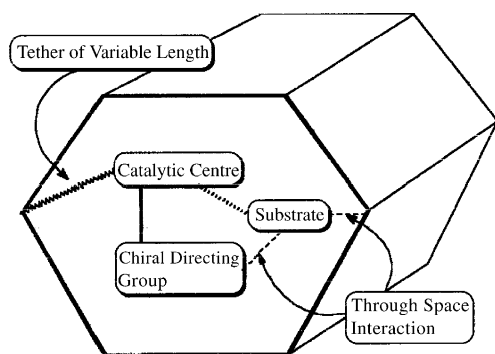 Tether of Variable Length
Catalytic Centre
Substrate
Chiral Directing
Group
Through Space
Interaction